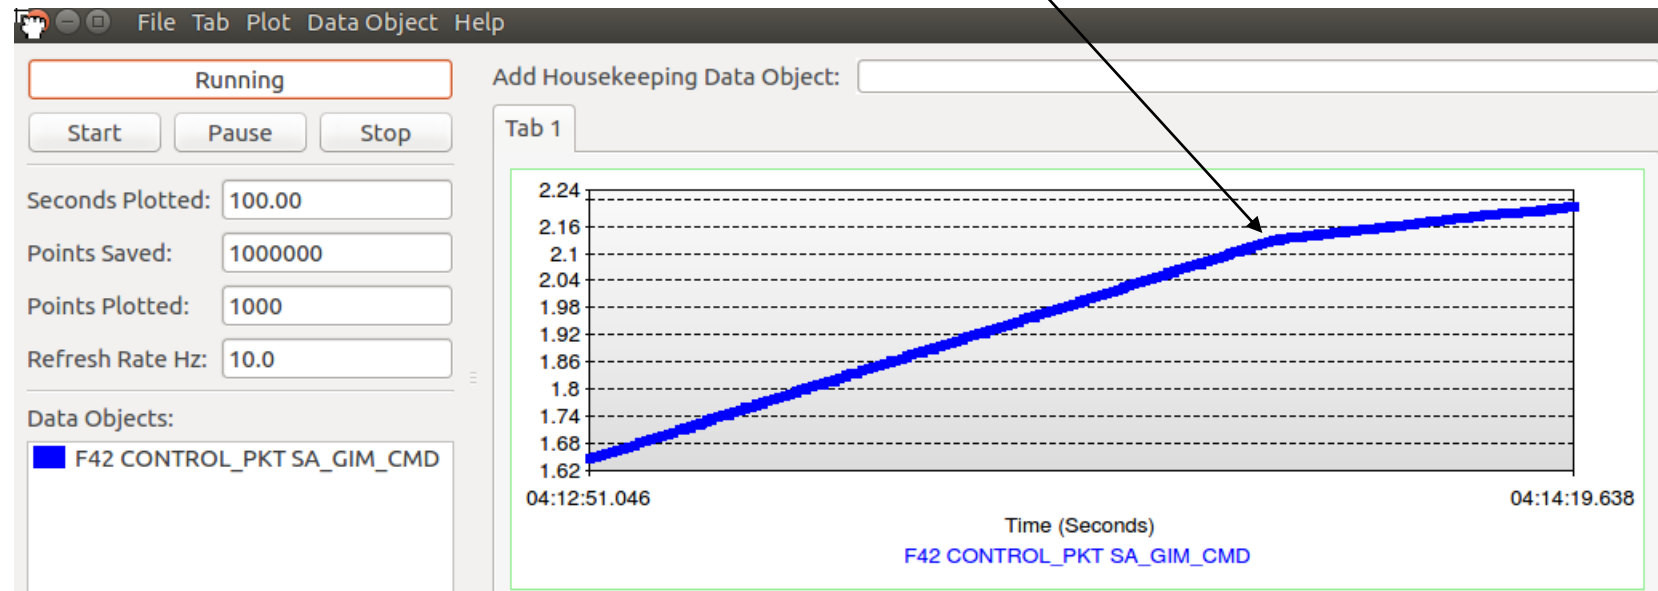 File Tab Plot Data Object Help
Running
Start Pause Stop
Seconds Plotted: 100.00
Points Saved: 1000000
Points Plotted: 1000
Refresh Rate Hz: 10.0
Data Objects:
F42 CONTROL_PKT SA_GIM_CMD
Add Housekeeping Data Object:
Tab 1
2.24
2.16
2.1
2.04
1.98
1.92
1.86
1.8
1.74
1.68
1.62
04:12:51.046 04:14:19.638
Time (Seconds)
F42 CONTROL_PKT SA_GIM_CMD